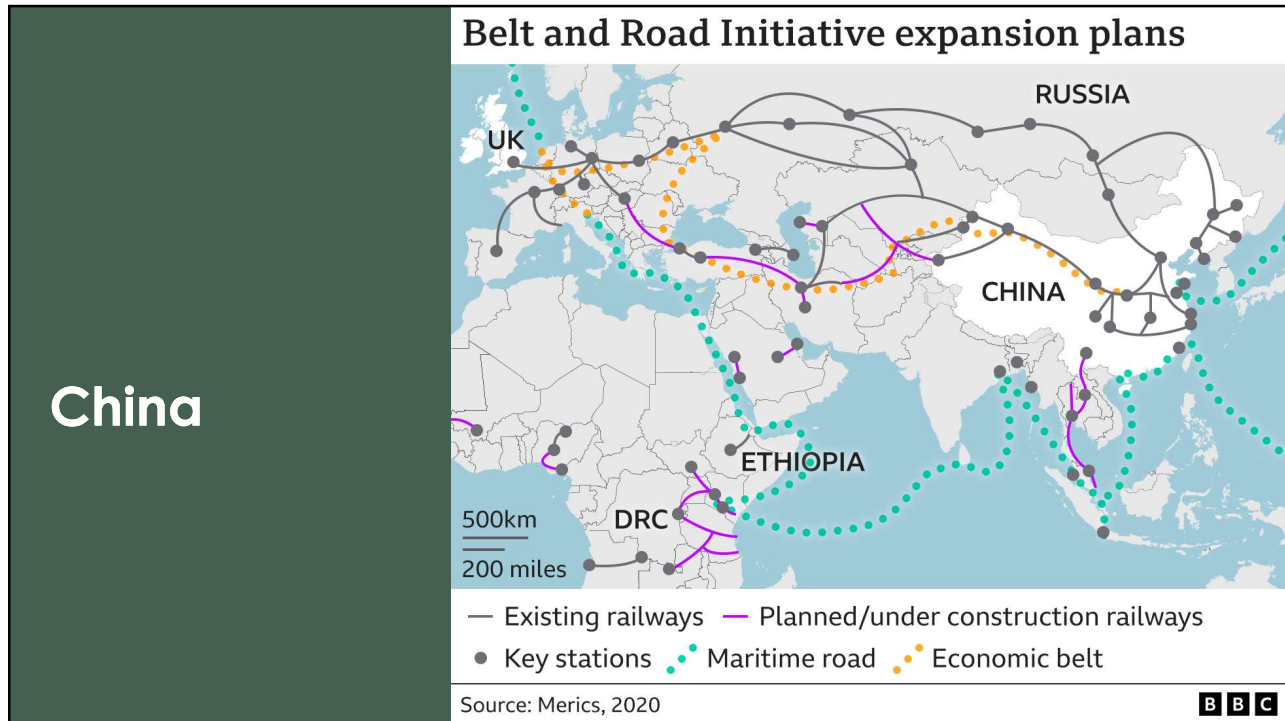 China
Belt and Road Initiative expansion plans
RUSSIA
UK
CHINA
ETHIOPIA
DRC
500km
200 miles
Existing railways
Planned/under construction railways
Key stations
Maritime road
Economic belt
Source: Merics, 2020
BBC